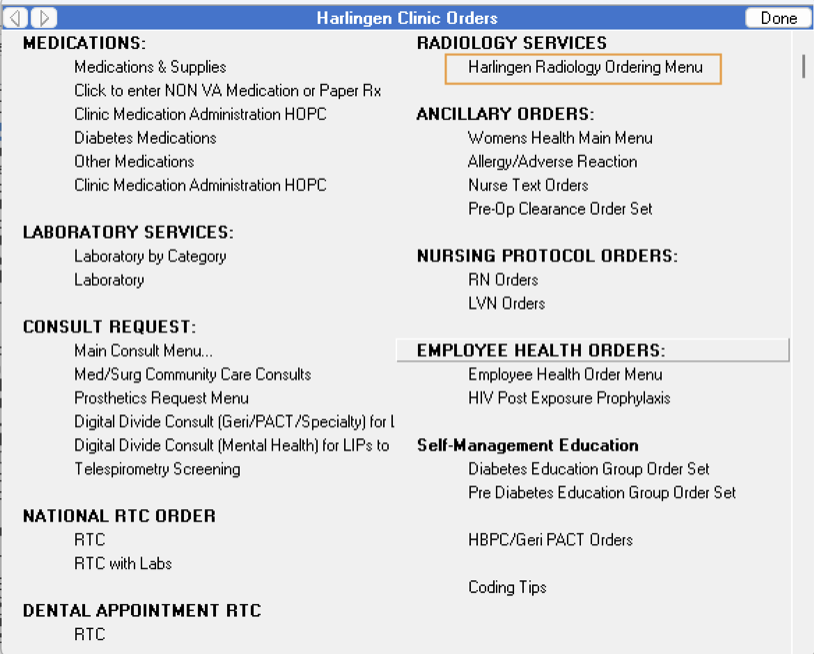 Harlingen Clinic Orders
Done
MEDICATIONS:
Medications & Supplies
Click to enter NON VA Medication or Paper Rx
Clinic Medication Administration HOPC
Diabetes Medications
Other Medications
Clinic Medication Administration HOPC
LABORATORY SERVICES:
Laboratory by Category
Laboratory
CONSULT REQUEST:
Main Consult Menu...
Med/Surg Community Care Consults
Prosthetics Request Menu
Digital Divide Consult (Geri/PACT/Specialty) for L
Digital Divide Consult (Mental Health) for LIPs to
Telespirometry Screening
NATIONAL RTC ORDER
RTC
RTC with Labs
DENTAL APPOINTMENT RTC
RTC
RADIOLOGY SERVICES
Harlingen Radiology Ordering Menu
ANCILLARY ORDERS:
Womens Health Main Menu
Allergy/Adverse Reaction
Nurse Text Orders
Pre-Op Clearance Order Set
NURSING PROTOCOL ORDERS:
RN Orders
LVN Orders
EMPLOYEE HEALTH ORDERS:
Employee Health Order Menu
HIV Post Exposure Prophylaxis
Self-Management Education
Diabetes Education Group Order Set
Pre Diabetes Education Group Order Set
HBPC/Geri PACT Orders
Coding Tips